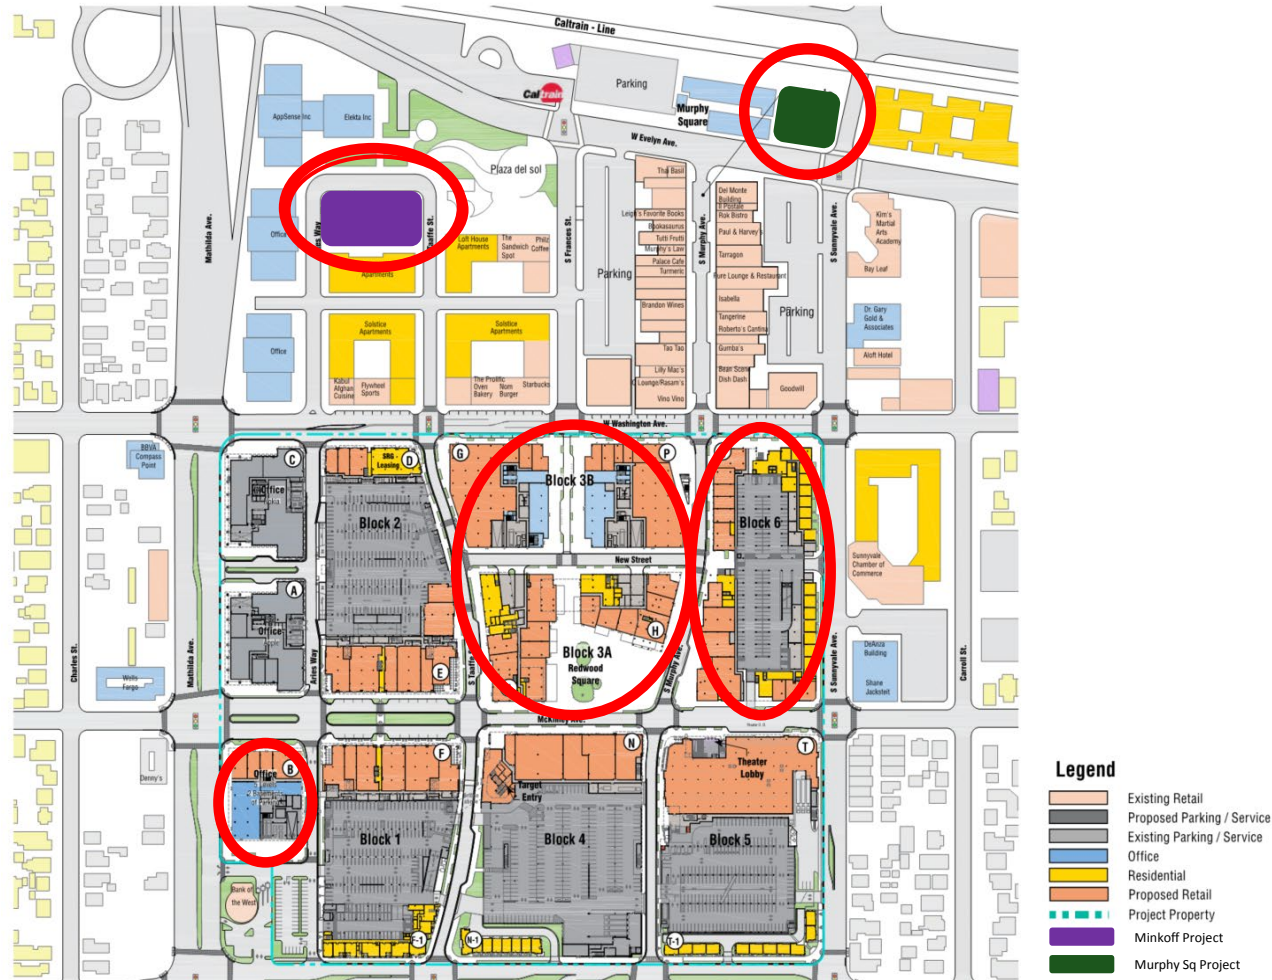 Caltrain - Line
Parking
Caltrain
Murphy
Square
W Evelyn Ave.
AppSense Inc
Elekta Inc
Plaza del sol
Thai Basil
Mathilda Ave.
Office
Taaffe St.
Loft House
Apartments
The
Sandwich
Spot
Philz
Coffee
Apartments
S Frances St.
Parking
Leigh's Favorite Books
Bookasaurus
Tutti Frutti
Murphy's Law
Palace Cafe
Turmeric
Brandon Wines
Tao Tao
Lilly Mac's
Lounge/Rasam's
Vino Vino
S Murphy Ave.
Del Monte
Building
Il Postale
Rok Bistro
Paul & Harvey's
Tarragon
Pure Lounge & Restaurant
Isabella
Tangerine
Roberto's Cantina
Gumba's
Bean Scene
Dish Dash
Goodwill
Parking
S Sunnyvale Ave.
Kim's
Martial
Arts
Academy
Bay Leaf
Dr. Gary
Gold &
Associates
Aloft Hotel
Office
Solstice
Apartments
Solstice
Apartments
Kabul
Afghan
Cuisine
Flywheel
Sports
The Prolific
Oven
Bakery
Nom
Burger
Starbucks
W Washington Ave.
BBVA
Compass
Point
C
Office
SRG -
Leasing
D
G
Block 3B
P
Block 2
Block 6
New Street
A
Office
Sunnyvale
Chamber of
Commerce
H
Block 3A
Redwood
Square
E
Charles St.
Mathilda Ave.
Aries Way
S Taaffe
S Murphy Ave.
S Sunnyvale Ave.
Carroll St.
Wells
Fargo
DeAnza
Building
Shane
Jackstelt
McKinley Ave.
Denny's
Office
B
F
N
T
Theater
Lobby
Target
Entry
Block 1
Block 4
Block 5
Bank of
the West
F-1
N-1
T-1
Legend
Existing Retail
Proposed Parking / Service
Existing Parking / Service
Office
Residential
Proposed Retail
Project Property
Minkoff Project
Murphy Sq Project